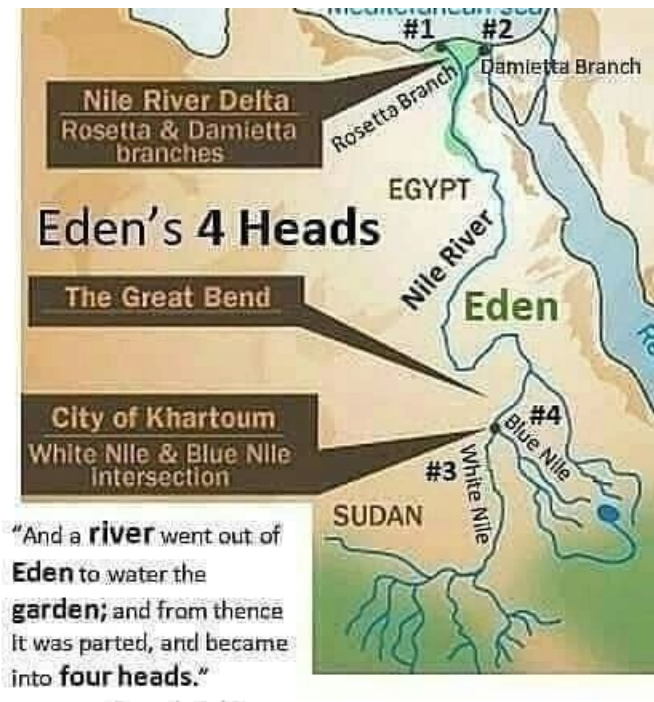 Mediterranean Sea
#1
#2
Damietta Branch
Rosetta Branch
Nile River Delta
Rosetta & Damietta
branches
EGYPT
Eden's 4 Heads
Nile River
The Great Bend
Eden
City of Khartoum
White Nile & Blue Nile
intersection
#4
Blue Nile
#3
White Nile
SUDAN
"And a river went out of
Eden to water the
garden; and from thence
it was parted, and became
into four heads."